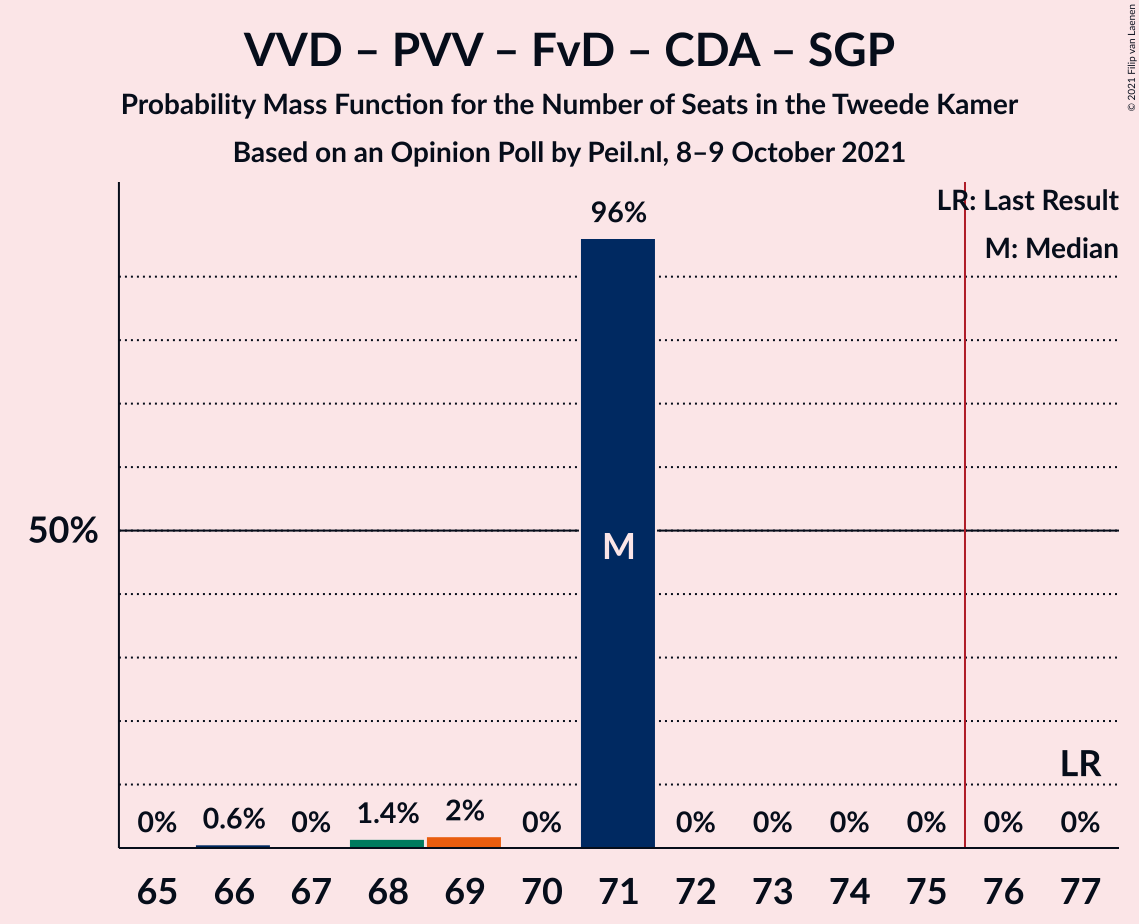 VVD – PVV – FvD – CDA – SGP
Probability Mass Function for the Number of Seats in the Tweede Kamer
Based on an Opinion Poll by Peil.nl, 8–9 October 2021
© 2021 Filip van Laenen
LR: Last Result
M: Median
96%
50%
M
LR
0% 0.6% 0% 1.4% 2% 0% 0% 0% 0% 0% 0% 0%
65 66 67 68 69 70 71 72 73 74 75 76 77